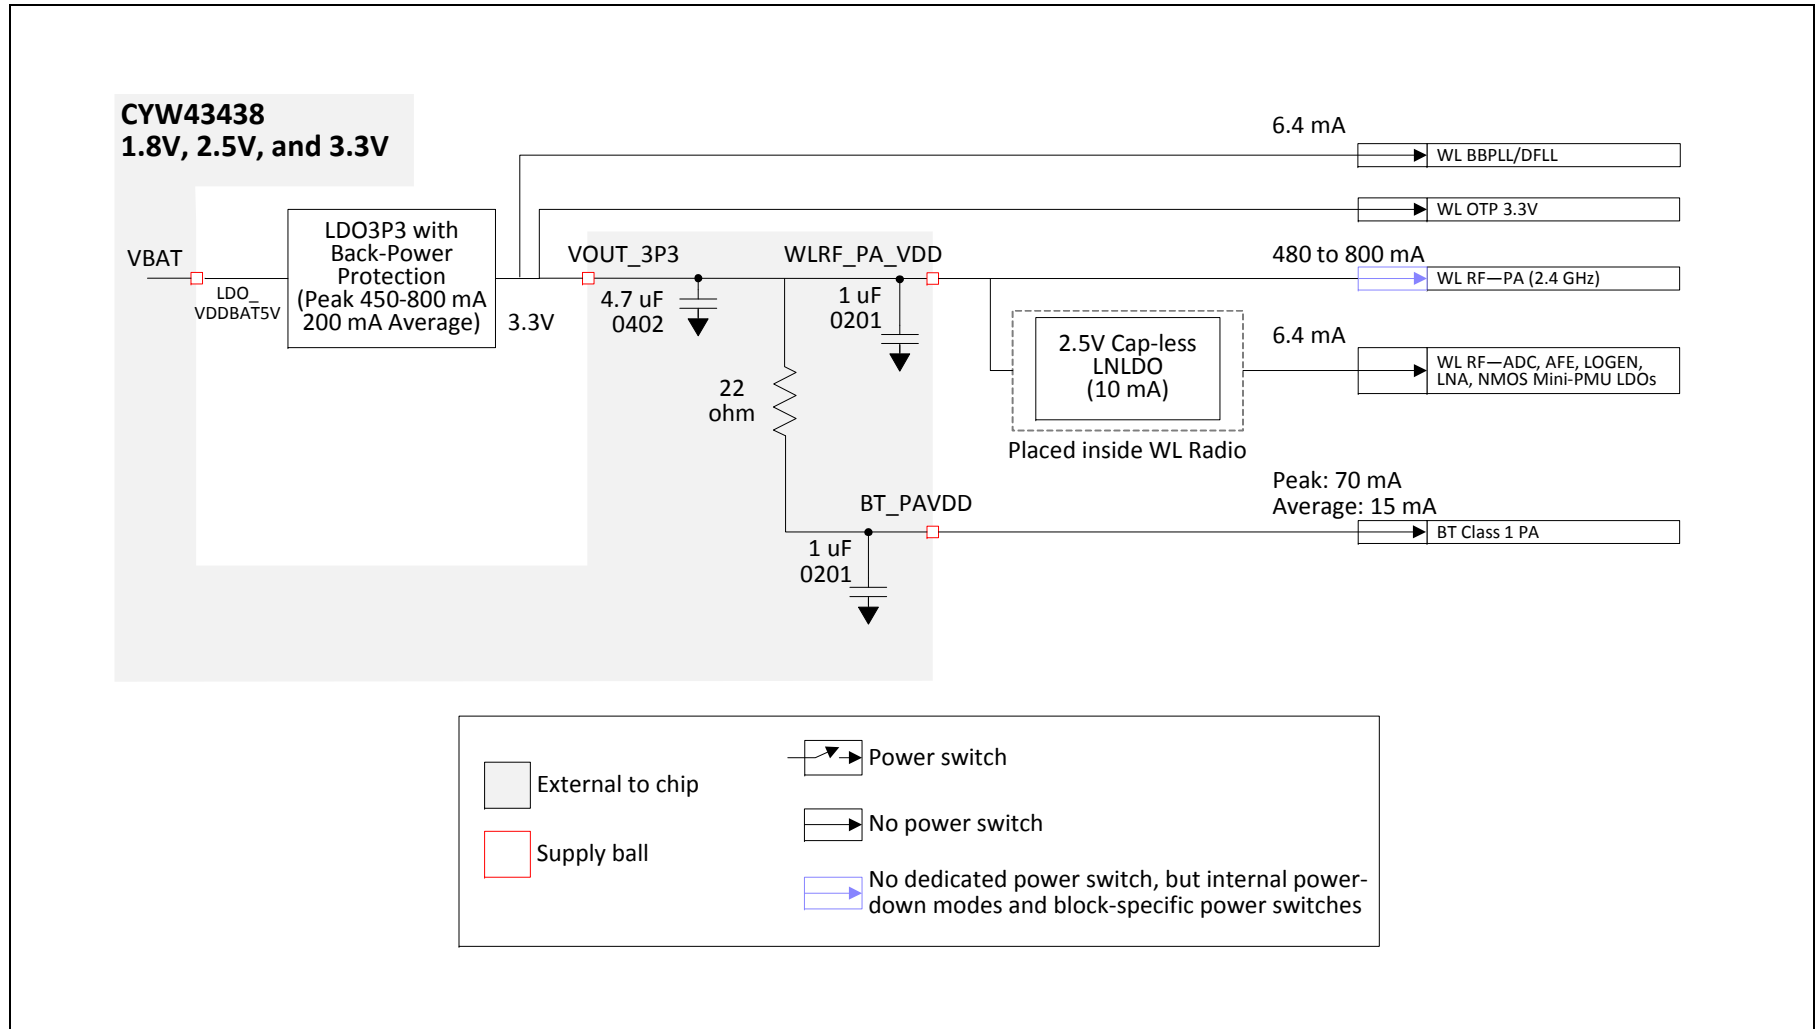 CYW43438
1.8V, 2.5V, and 3.3V
6.4 mA
WL BBPLL/DFLL
WL OTP 3.3V
LDO3P3 with
Back-Power
Protection
(Peak 450-800 mA
200 mA Average)
VBAT
LDO_
VDDBAT5V
3.3V
VOUT_3P3
WLRF_PA_VDD
480 to 800 mA
WL RF—PA (2.4 GHz)
4.7 uF
0402
1 uF
0201
2.5V Cap-less
LNLDO
(10 mA)
Placed inside WL Radio
6.4 mA
WL RF—ADC, AFE, LOGEN,
LNA, NMOS Mini-PMU LDOs
22
ohm
BT_PAVDD
Peak: 70 mA
Average: 15 mA
BT Class 1 PA
1 uF
0201
External to chip
Supply ball
Power switch
No power switch
No dedicated power switch, but internal power-
down modes and block-specific power switches